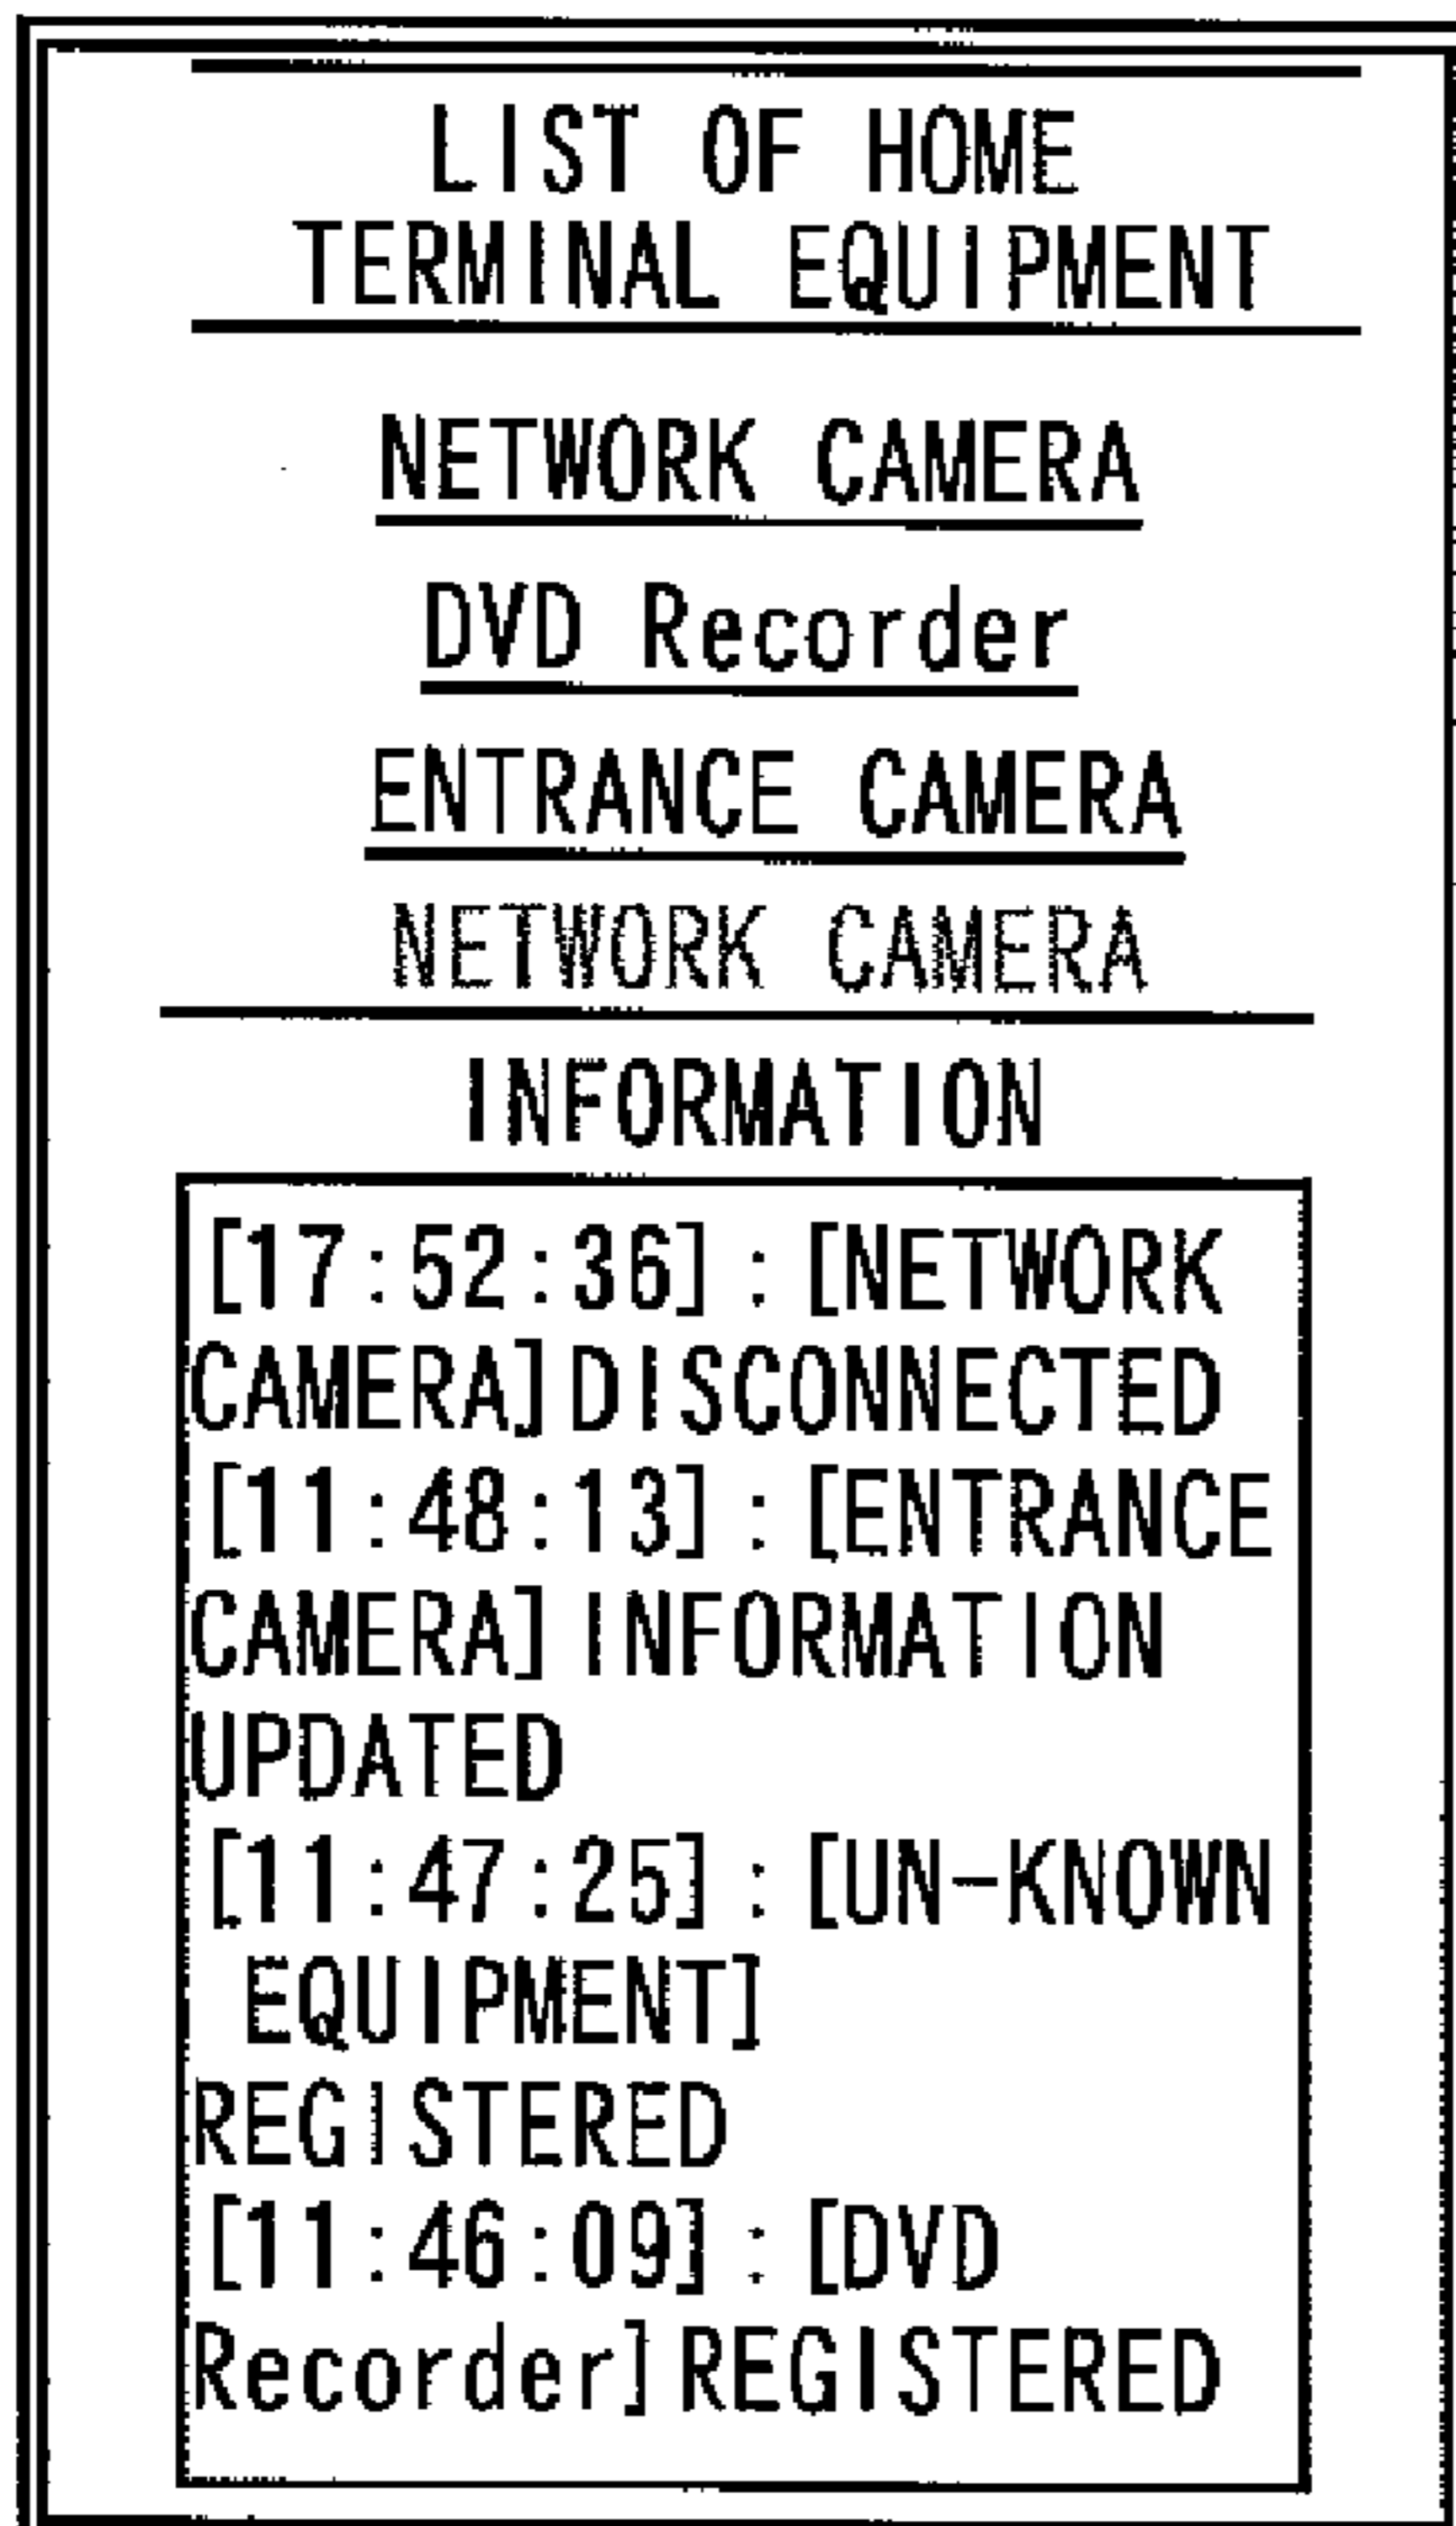 LIST OF HOME
TERMINAL EQUIPMENT
NETWORK CAMERA
DVD Recorder
ENTRANCE CAMERA
NETWORK CAMERA
INFORMATION
[17:52:36]:[NETWORK
CAMERA]DISCONNECTED
[11:48:13]:[ENTRANCE
CAMERA]INFORMATION
UPDATED
[11:47:25]:[UN-KNOWN
EQUIPMENT]
REGISTERED
[11:46:09]:[DVD
Recorder]REGISTERED